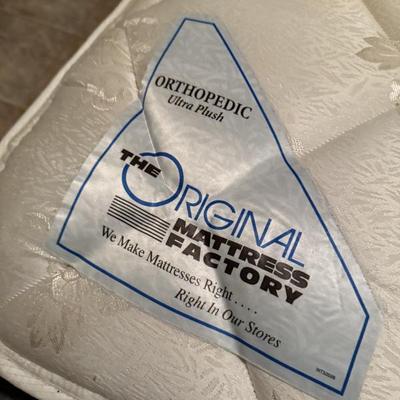 ORTHOPEDIC
Ultra Plush
THE
ORIGINAL
MATTRESS
FACTORY
We Make Mattresses Right . . . .
Right In Our Stores